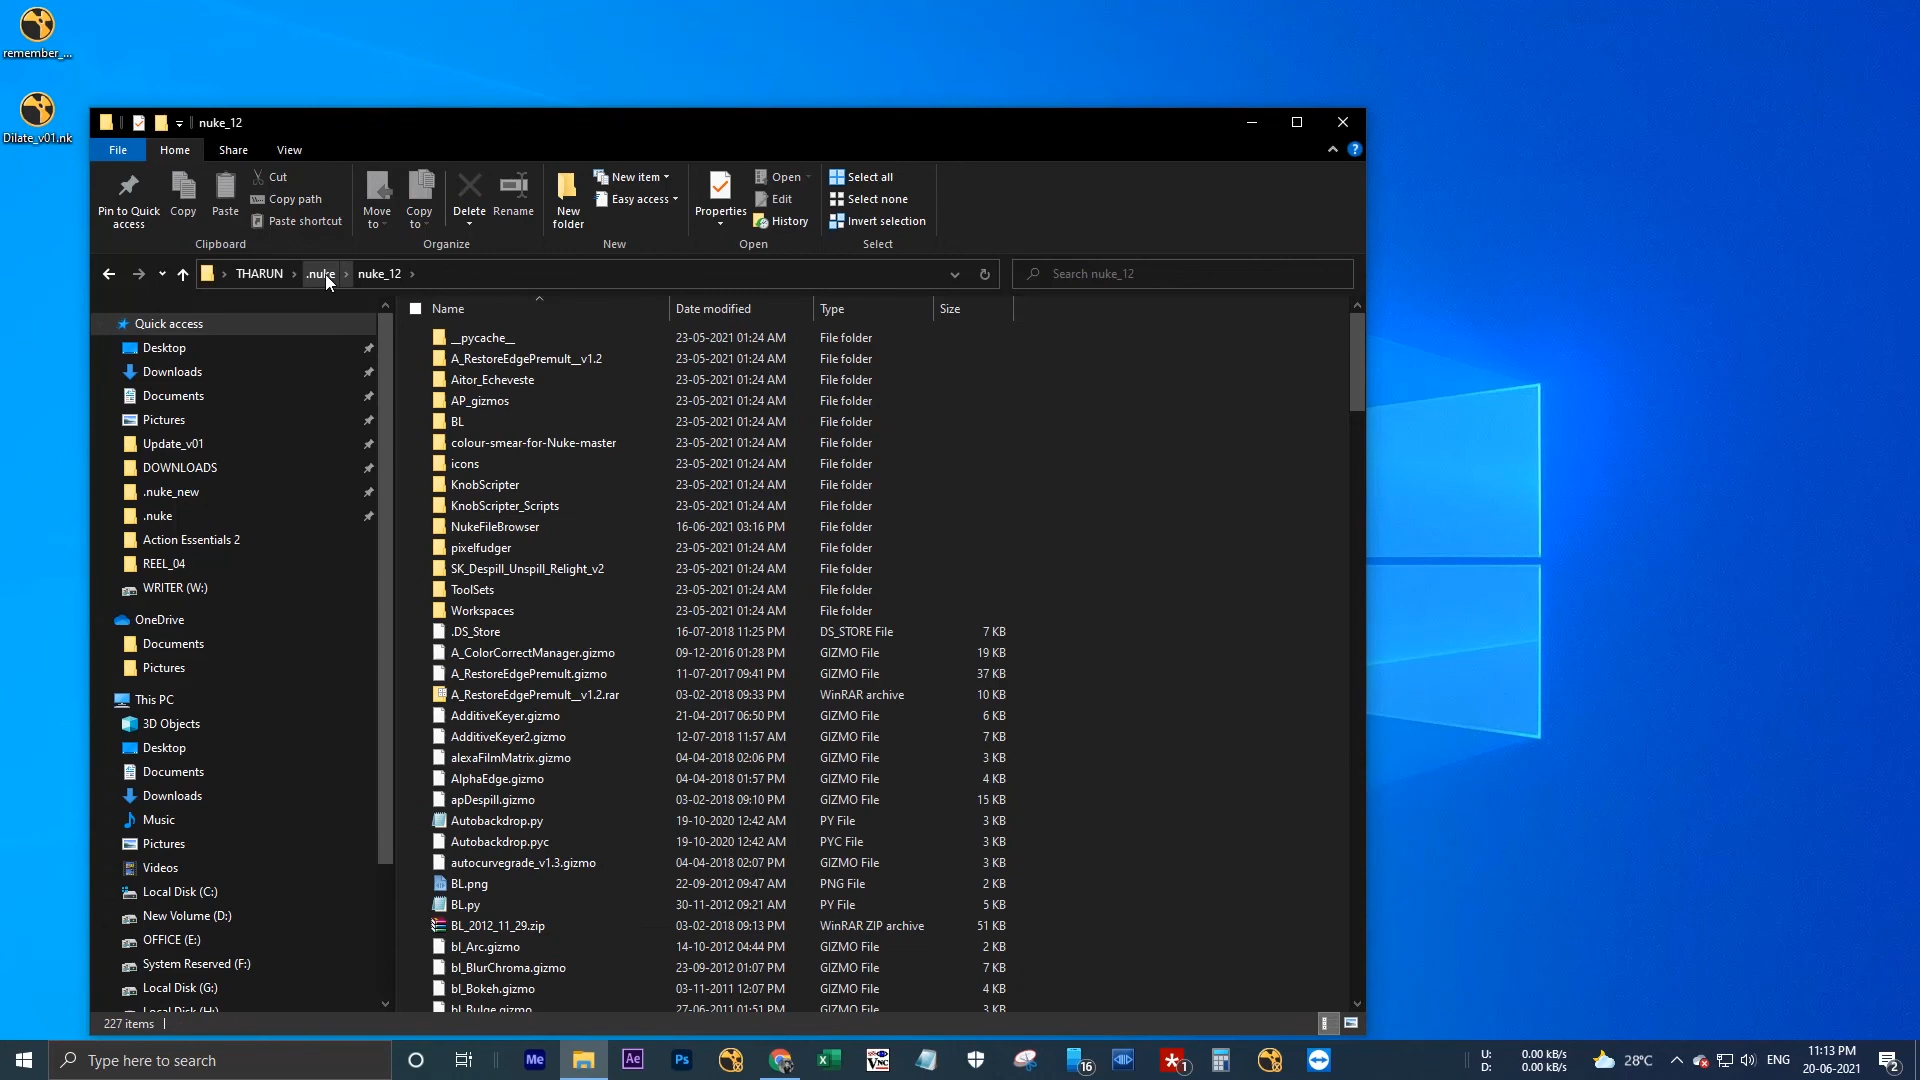 remember_...
Dilate_v01.nk
nuke_12
File Home Share View
Pin to Quick access
Copy
Paste
Cut
Copy path
Paste shortcut
Clipboard
Move to
Copy to
Delete
Rename
Organize
New folder
New item
Easy access
New
Properties
Open
Edit
History
Open
Select all
Select none
Invert selection
Select
THARUN › .nuke › nuke_12 ›
Search nuke_12
Quick access
Desktop
Downloads
Documents
Pictures
Update_v01
DOWNLOADS
.nuke_new
.nuke
Action Essentials 2
REEL_04
WRITER (W:)
OneDrive
Documents
Pictures
This PC
3D Objects
Desktop
Documents
Downloads
Music
Pictures
Videos
Local Disk (C:)
New Volume (D:)
OFFICE (E:)
System Reserved (F:)
Local Disk (G:)
Local Disk (H:)
Name Date modified Type Size
__pycache__ 23-05-2021 01:24 AM File folder
A_RestoreEdgePremult__v1.2 23-05-2021 01:24 AM File folder
Aitor_Echeveste 23-05-2021 01:24 AM File folder
AP_gizmos 23-05-2021 01:24 AM File folder
BL 23-05-2021 01:24 AM File folder
colour-smear-for-Nuke-master 23-05-2021 01:24 AM File folder
icons 23-05-2021 01:24 AM File folder
KnobScripter 23-05-2021 01:24 AM File folder
KnobScripter_Scripts 23-05-2021 01:24 AM File folder
NukeFileBrowser 16-06-2021 03:16 PM File folder
pixelfudger 23-05-2021 01:24 AM File folder
SK_Despill_Unspill_Relight_v2 23-05-2021 01:24 AM File folder
ToolSets 23-05-2021 01:24 AM File folder
Workspaces 23-05-2021 01:24 AM File folder
.DS_Store 16-07-2018 11:25 PM DS_STORE File 7 KB
A_ColorCorrectManager.gizmo 09-12-2016 01:28 PM GIZMO File 19 KB
A_RestoreEdgePremult.gizmo 11-07-2017 09:41 PM GIZMO File 37 KB
A_RestoreEdgePremult__v1.2.rar 03-02-2018 09:33 PM WinRAR archive 10 KB
AdditiveKeyer.gizmo 21-04-2017 06:50 PM GIZMO File 6 KB
AdditiveKeyer2.gizmo 12-07-2018 11:57 AM GIZMO File 7 KB
alexaFilmMatrix.gizmo 04-04-2018 02:06 PM GIZMO File 3 KB
AlphaEdge.gizmo 04-04-2018 01:57 PM GIZMO File 4 KB
apDespill.gizmo 03-02-2018 09:10 PM GIZMO File 15 KB
Autobackdrop.py 19-10-2020 12:42 AM PY File 3 KB
Autobackdrop.pyc 19-10-2020 12:42 AM PYC File 3 KB
autocurvegrade_v1.3.gizmo 04-04-2018 02:07 PM GIZMO File 3 KB
BL.png 22-09-2012 09:47 AM PNG File 2 KB
BL.py 30-11-2012 09:21 AM PY File 5 KB
BL_2012_11_29.zip 03-02-2018 09:13 PM WinRAR ZIP archive 51 KB
bl_Arc.gizmo 14-10-2012 04:44 PM GIZMO File 2 KB
bl_BlurChroma.gizmo 23-09-2012 01:07 PM GIZMO File 7 KB
bl_Bokeh.gizmo 03-11-2011 12:07 PM GIZMO File 4 KB
bl_Bulge.gizmo 27-06-2011 01:51 PM GIZMO File 3 KB
227 items
Type here to search
Me
Ae
Ps
VNC
16
1
U: 0.00 kB/s
D: 0.00 kB/s
28°C
ENG
11:13 PM
20-06-2021
2